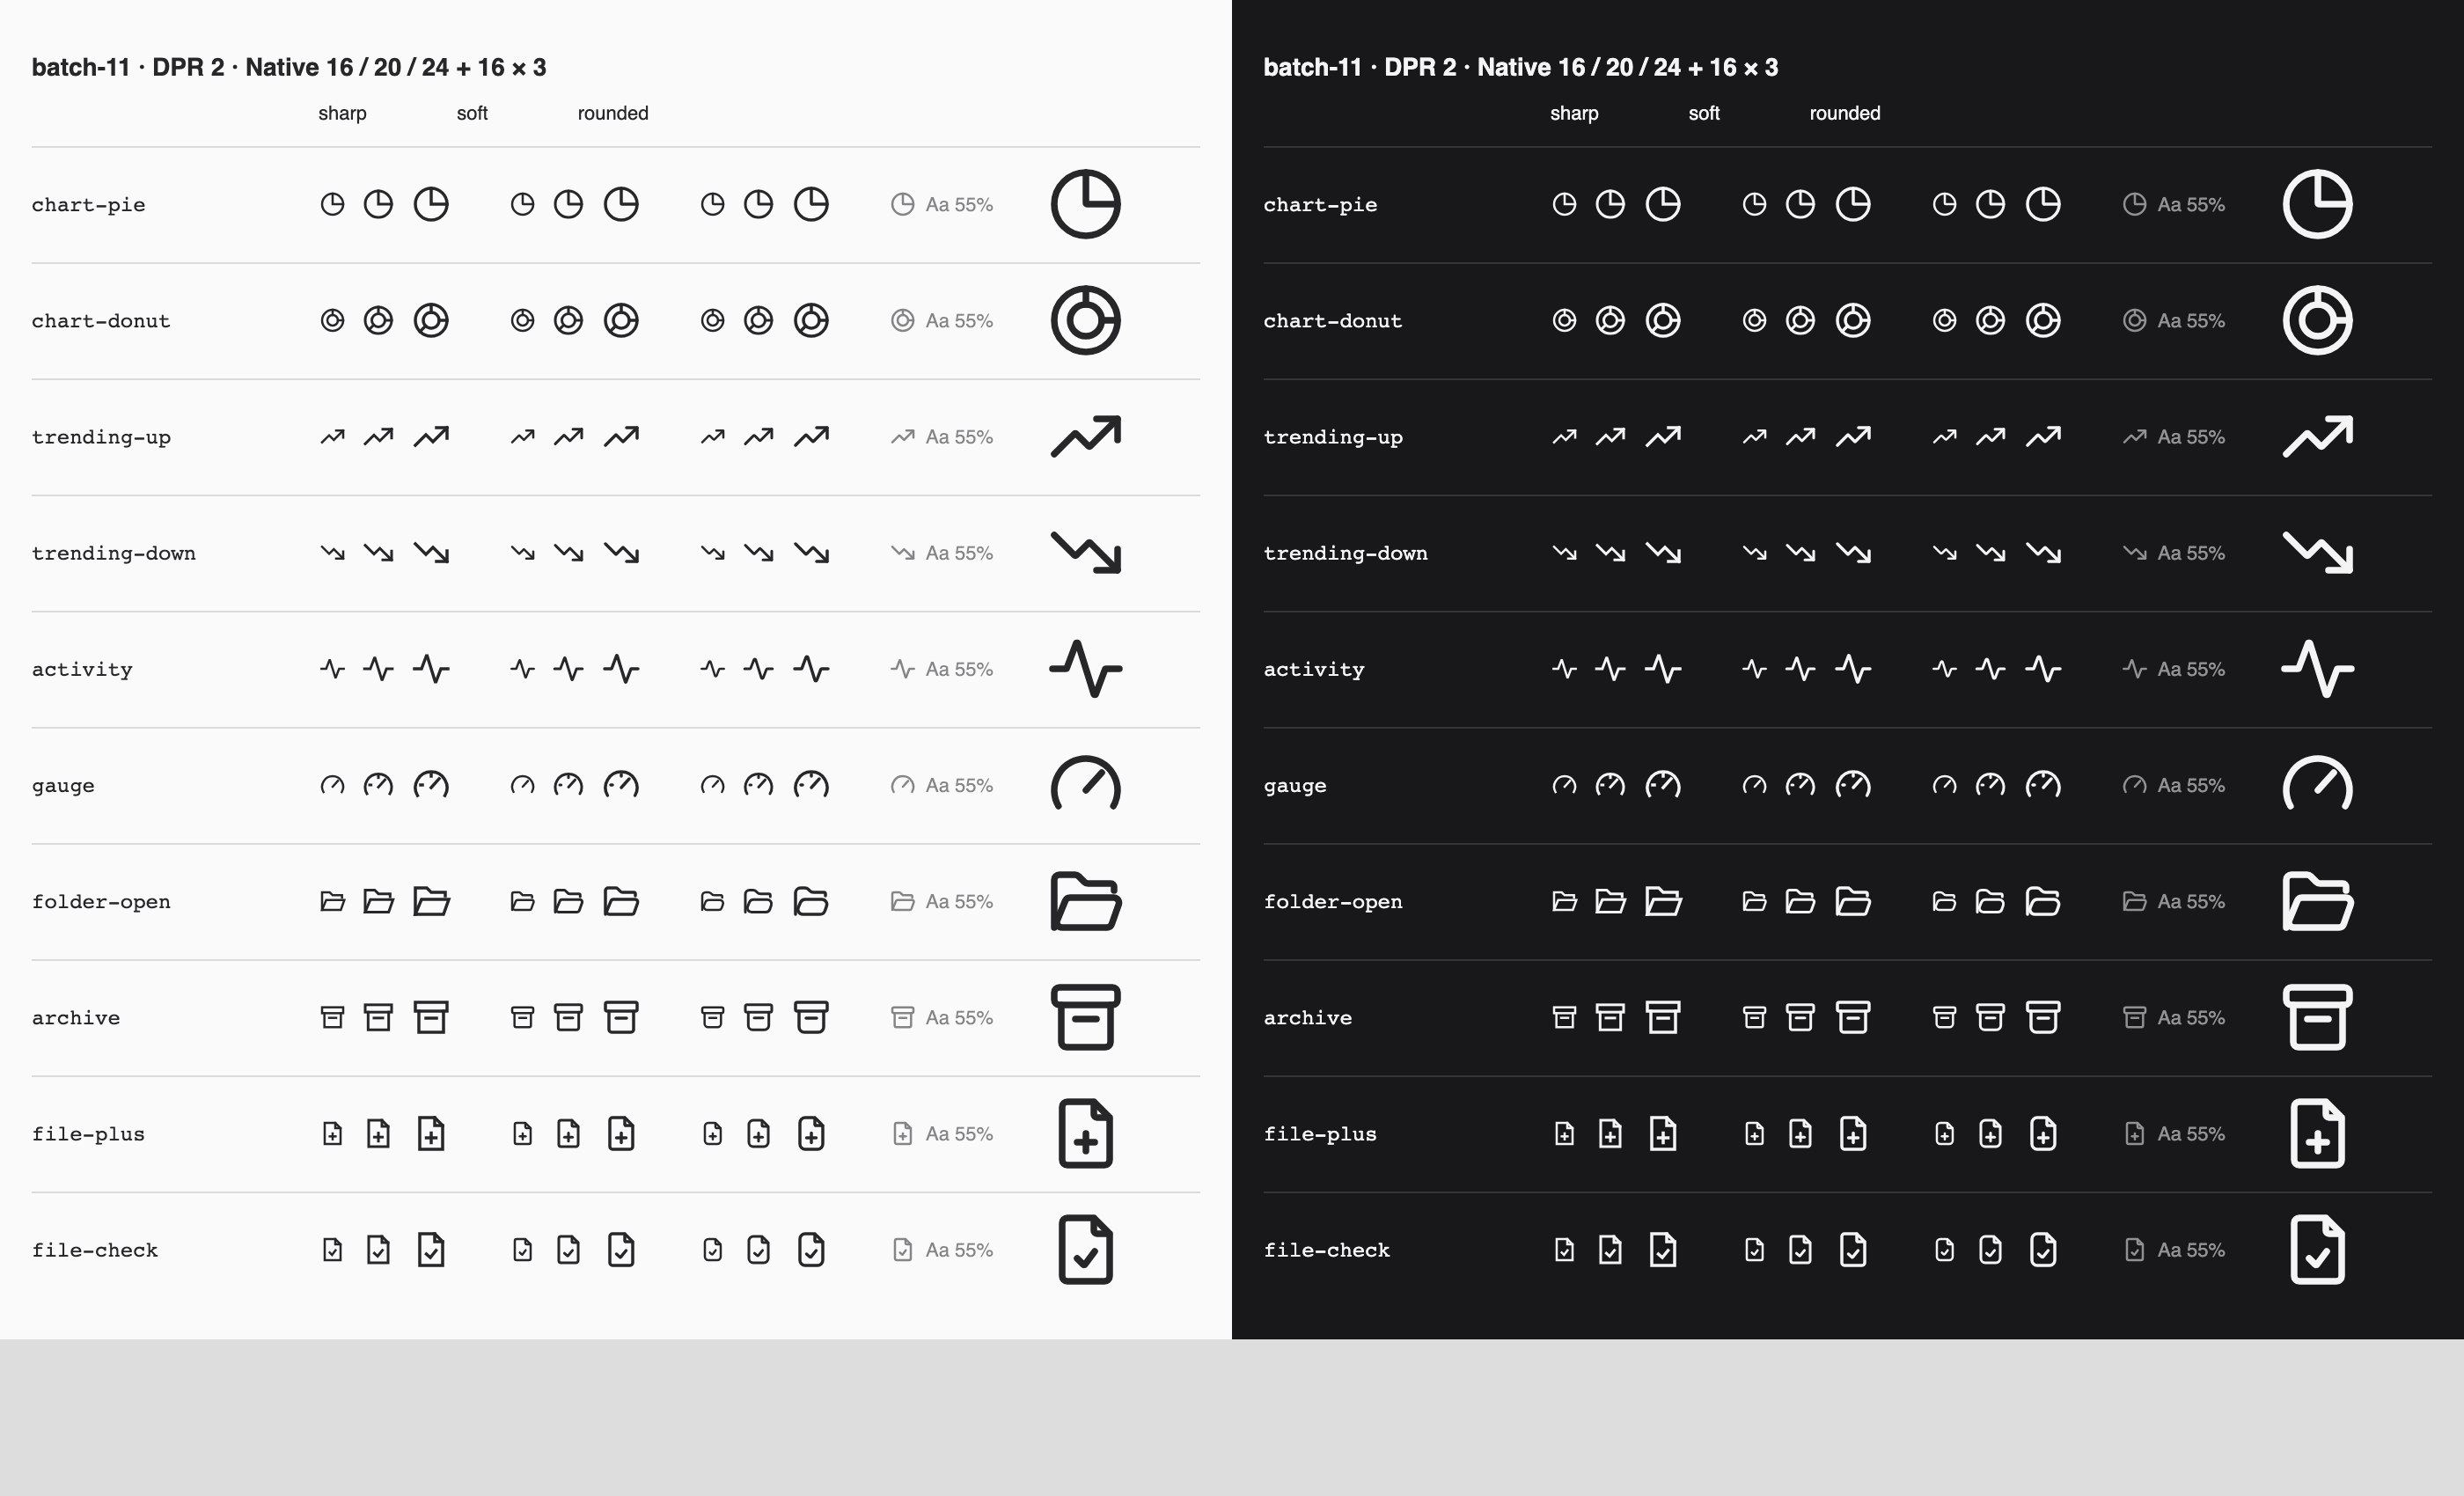 batch-11 · DPR 2 · Native 16 / 20 / 24 + 16 × 3
sharp soft rounded
chart-pie Aa 55%
chart-donut Aa 55%
trending-up Aa 55%
trending-down Aa 55%
activity Aa 55%
gauge Aa 55%
folder-open Aa 55%
archive Aa 55%
file-plus Aa 55%
file-check Aa 55%
batch-11 · DPR 2 · Native 16 / 20 / 24 + 16 × 3
sharp soft rounded
chart-pie Aa 55%
chart-donut Aa 55%
trending-up Aa 55%
trending-down Aa 55%
activity Aa 55%
gauge Aa 55%
folder-open Aa 55%
archive Aa 55%
file-plus Aa 55%
file-check Aa 55%